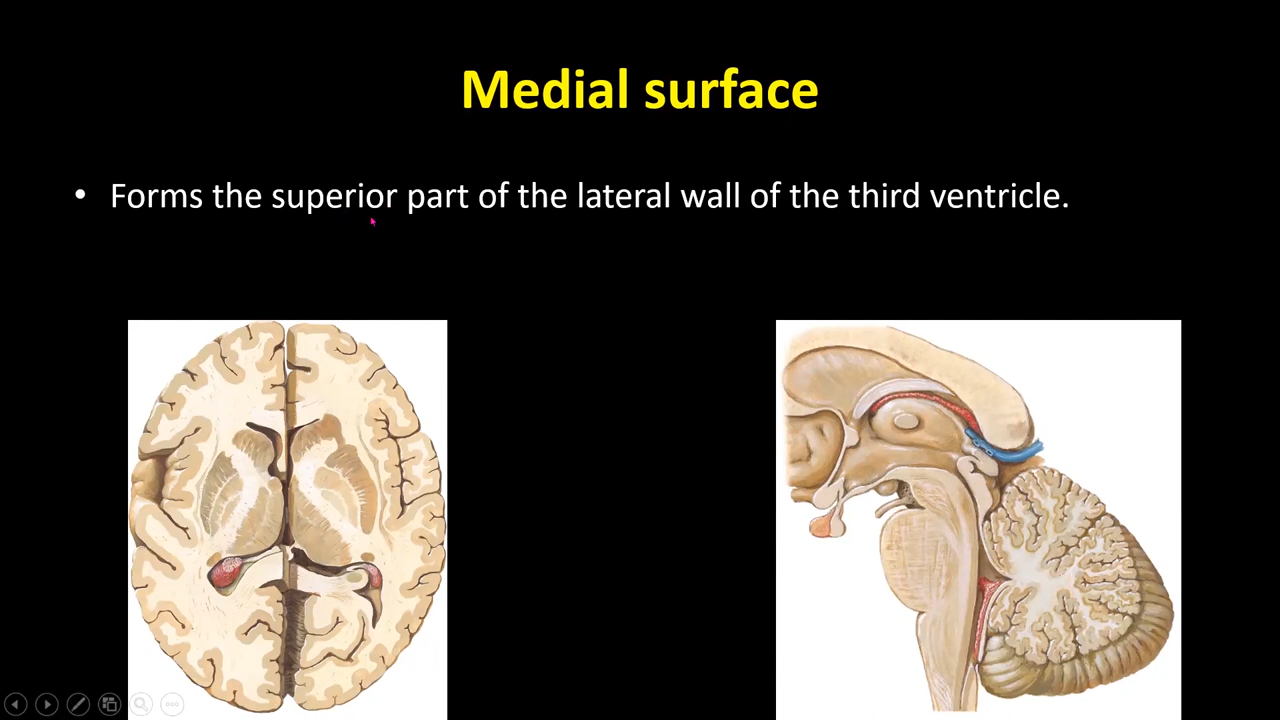 Medial surface
• Forms the superior part of the lateral wall of the third ventricle.